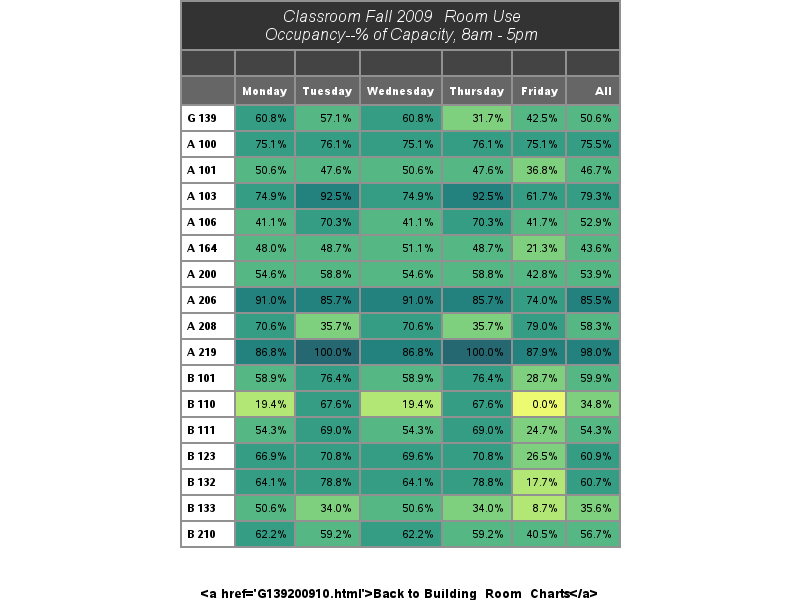 Classroom Fall 2009 Room Use
Occupancy--% of Capacity, 8am - 5pm
Monday Tuesday Wednesday Thursday Friday All
G 139 60.8% 57.1% 60.8% 31.7% 42.5% 50.6%
A 100 75.1% 76.1% 75.1% 76.1% 75.1% 75.5%
A 101 50.6% 47.6% 50.6% 47.6% 36.8% 46.7%
A 103 74.9% 92.5% 74.9% 92.5% 61.7% 79.3%
A 106 41.1% 70.3% 41.1% 70.3% 41.7% 52.9%
A 164 48.0% 48.7% 51.1% 48.7% 21.3% 43.6%
A 200 54.6% 58.8% 54.6% 58.8% 42.8% 53.9%
A 206 91.0% 85.7% 91.0% 85.7% 74.0% 85.5%
A 208 70.6% 35.7% 70.6% 35.7% 79.0% 58.3%
A 219 86.8% 100.0% 86.8% 100.0% 87.9% 98.0%
B 101 58.9% 76.4% 58.9% 76.4% 28.7% 59.9%
B 110 19.4% 67.6% 19.4% 67.6% 0.0% 34.8%
B 111 54.3% 69.0% 54.3% 69.0% 24.7% 54.3%
B 123 66.9% 70.8% 69.6% 70.8% 26.5% 60.9%
B 132 64.1% 78.8% 64.1% 78.8% 17.7% 60.7%
B 133 50.6% 34.0% 50.6% 34.0% 8.7% 35.6%
B 210 62.2% 59.2% 62.2% 59.2% 40.5% 56.7%
<a href='G139200910.html'>Back to Building Room Charts</a>